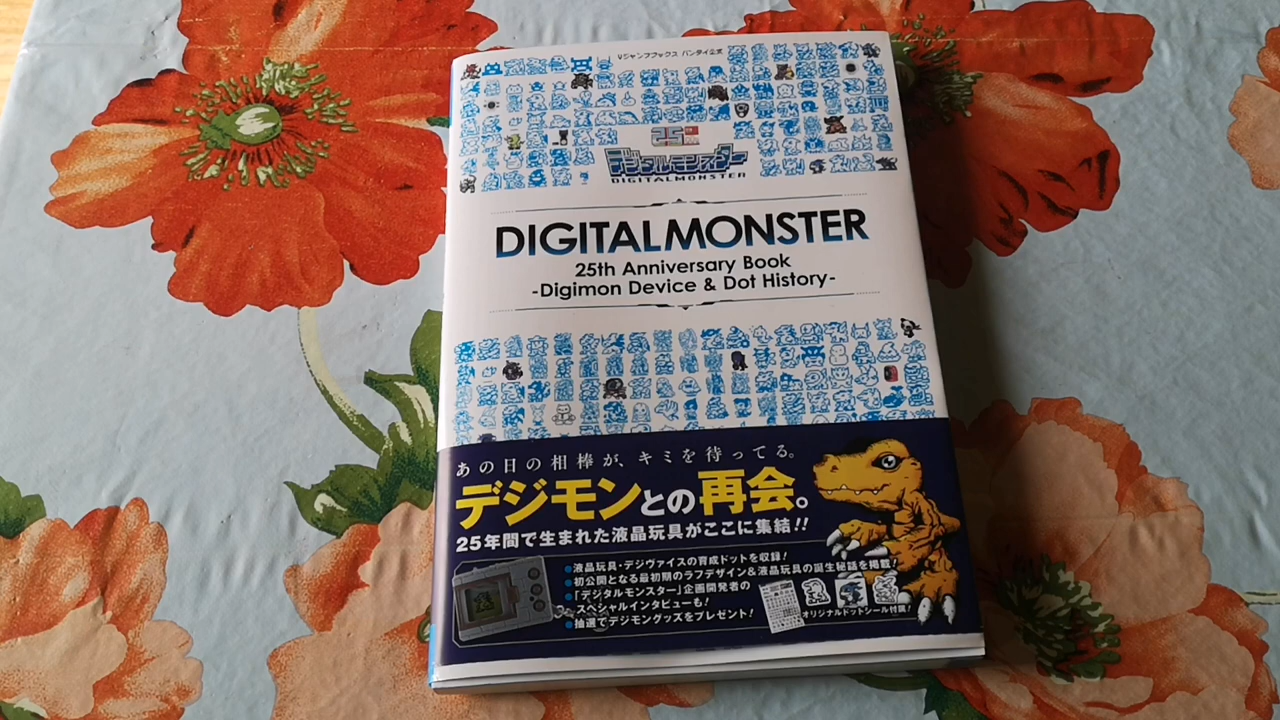 Vジャンプブックス バンダイ公式
25th
デジタルモンスター
DIGITALMONSTER
DIGITALMONSTER
25th Anniversary Book
-Digimon Device & Dot History-
あの日の相棒が、キミを待ってる。
デジモンとの再会。
25年間で生まれた液晶玩具がここに集結!!
●液晶玩具・デジヴァイスの育成ドットを収録!
●初公開となる最初期のラフデザイン&液晶玩具の誕生秘話を掲載!
●「デジタルモンスター」企画開発者の
スペシャルインタビューも!
●抽選でデジモングッズをプレゼント!
オリジナルドットシール付属!